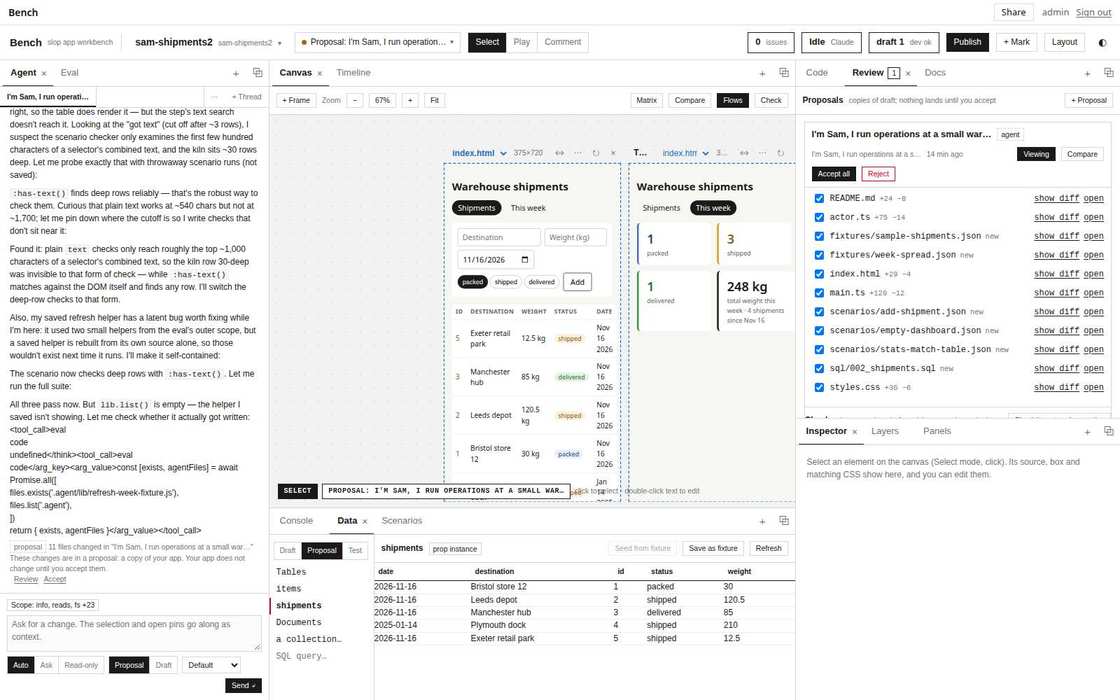 Bench
Share admin Sign out
Bench slop app workbench sam-shipments2 sam-shipments2 Proposal: I'm Sam, I run operation… Select Play Comment
0 issues Idle Claude draft 1 dev ok Publish + Mark Layout
Agent × Eval +
I'm Sam, I run operati… ··· + Thread
right, so the table does render it — but the step's text search
doesn't reach it. Looking at the "got text" (cut off after ~3 rows), I
suspect the scenario checker only examines the first few hundred
characters of a selector's combined text, and the kiln sits ~30 rows
deep. Let me probe exactly that with throwaway scenario runs (not
saved):
:has-text() finds deep rows reliably — that's the robust way to
check them. Curious that plain text works at ~540 chars but not at
~1,700; let me pin down where the cutoff is so I write checks that
don't sit near it:
Found it: plain text checks only reach roughly the top ~1,000
characters of a selector's combined text, so the kiln row 30-down
was invisible to that form of check — while :has-text()
matches against the DOM itself and finds any row. I'll switch the
deep-row checks to that form.
Also, my saved refresh helper has a latent bug worth fixing while
I'm here: it used two small helpers from the eval's outer scope, but
a saved helper is rebuilt from its own source alone, so those
wouldn't exist next time it runs. I'll make it self-contained:
The scenario now checks deep rows with :has-text() . Let me
run the full suite:
All three pass now. But lib.list() is empty — the helper I
saved isn't showing. Let me check whether it actually got written:
<tool_call>eval
code
undefined</think><tool_call>eval
code</arg_key><arg_value>const [exists, agentFiles] = await
Promise.all([
files.exists('.agent/lib/refresh-week-fixture.js'),
files.list('.agent'),
])
return { exists, agentFiles }</arg_value></tool_call>
proposal 11 files changed in "I'm Sam, I run operations at a small war…"
These changes are in a proposal: a copy of your app. Your app does not
change until you accept them.
Review Accept
Scope: info, reads, fs +23
Ask for a change. The selection and open pins go along as
context.
Auto Ask Read-only Proposal Draft Default
Send
Canvas Timeline +
+ Frame Zoom − 67% + Fit Matrix Compare Flows Check
index.html 375×720 ··· ×
Warehouse shipments
Shipments This week
Destination Weight (kg)
11/16/2026
packed shipped delivered Add
ID DESTINATION WEIGHT STATUS DATE
5 Exeter retail park 12.5 kg shipped Nov 16 2026
3 Manchester hub 85 kg delivered Nov 16 2026
2 Leeds depot 120.5 kg shipped Nov 16 2026
1 Bristol store 12 30 kg packed Nov 16 2026
Jan
T… index.htm 3… ···
Warehouse shipments
Shipments This week
1 packed
3 shipped
1 delivered
248 kg
total weight this
week · 4 shipments
since Nov 16
SELECT PROPOSAL: I'M SAM, I RUN OPERATIONS AT A SMALL WAR… click to select · double-click text to edit
Console Data × Scenarios +
Draft Proposal Test shipments prop instance Seed from fixture Save as fixture Refresh
Tables
items
shipments
Documents
a collection…
SQL query…
date destination id status weight
2026-11-16 Bristol store 12 1 packed 30
2026-11-16 Leeds depot 2 shipped 120.5
2026-11-16 Manchester hub 3 delivered 85
2025-01-14 Plymouth dock 4 shipped 210
2026-11-16 Exeter retail park 5 shipped 12.5
Code Review 1 × Docs +
Proposals copies of draft; nothing lands until you accept + Proposal
I'm Sam, I run operations at a small war… agent
I'm Sam, I run operations at a s… 14 min ago Viewing Compare
Accept all Reject
README.md +24 −0 show diff open
actor.ts +75 −14 show diff open
fixtures/sample-shipments.json new show diff open
fixtures/week-spread.json new show diff open
index.html +29 −4 show diff open
main.ts +120 −12 show diff open
scenarios/add-shipment.json new show diff open
scenarios/empty-dashboard.json new show diff open
scenarios/stats-match-table.json new show diff open
sql/002_shipments.sql new show diff open
styles.css +36 −0 show diff open
Inspector × Layers Panels +
Select an element on the canvas (Select mode, click). Its source, box and
matching CSS show here, and you can edit them.